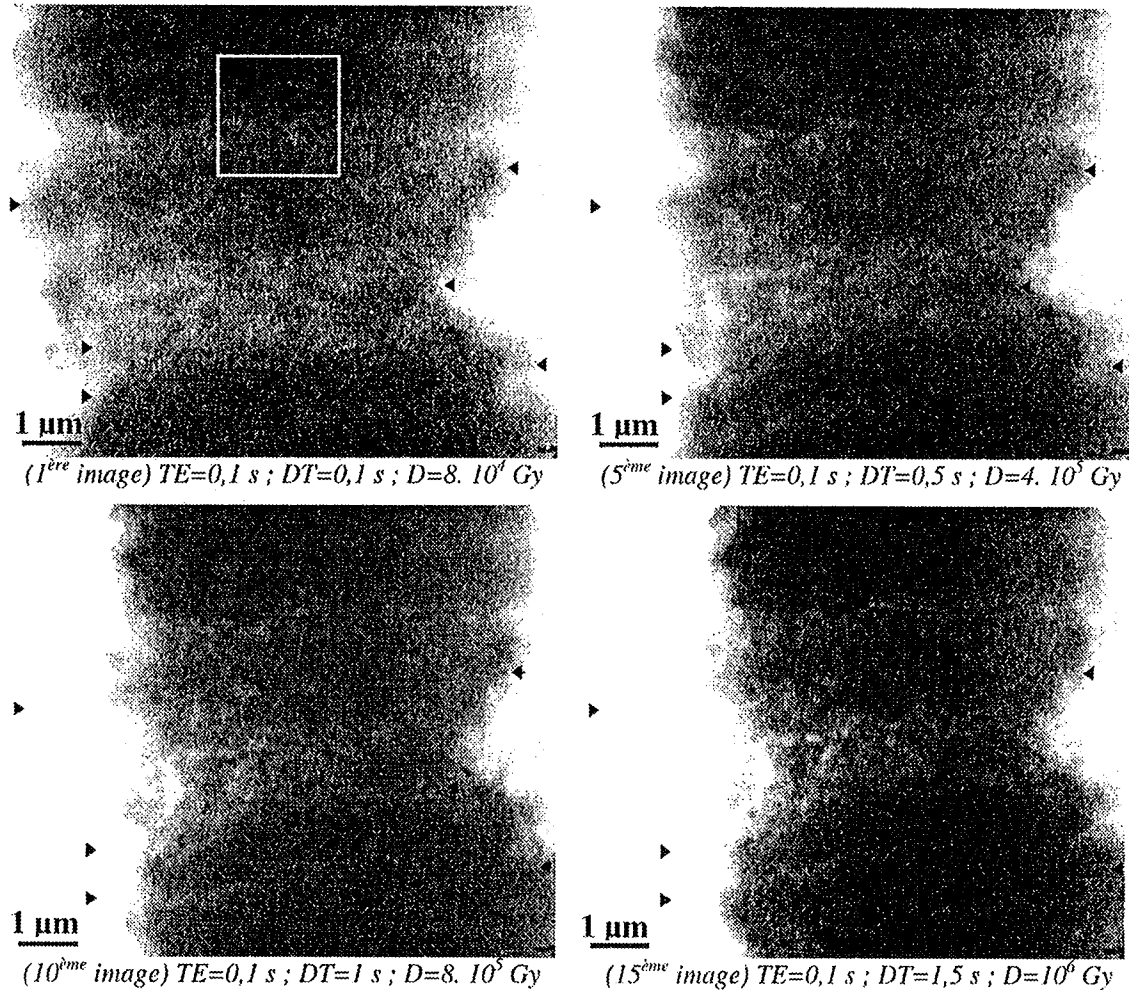 1 µm
(1ère image) TE=0,1 s ; DT=0,1 s ; D=8. 10⁴ Gy
1 µm
(5ème image) TE=0,1 s ; DT=0,5 s ; D=4. 10⁵ Gy
1 µm
(10ème image) TE=0,1 s ; DT=1 s ; D=8. 10⁵ Gy
1 µm
(15ème image) TE=0,1 s ; DT=1,5 s ; D=10⁶ Gy